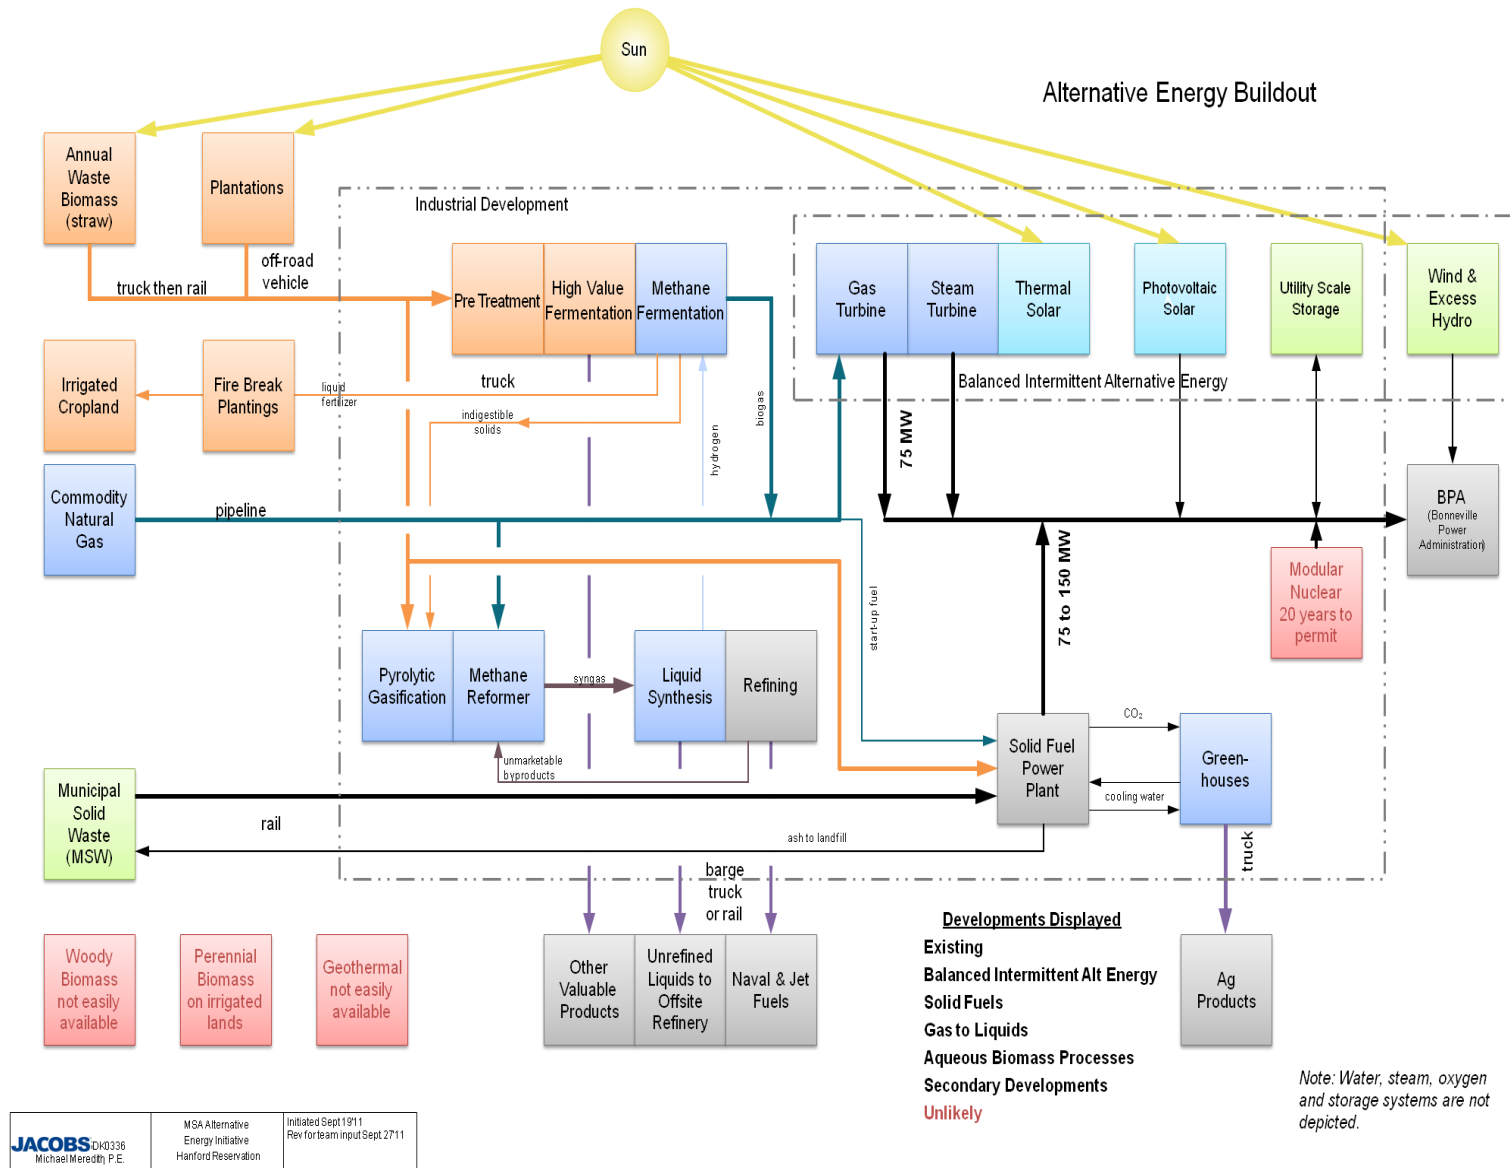 Sun
Alternative Energy Buildout
Annual
Waste
Biomass
(straw)
Plantations
Industrial Development
off-road
vehicle
truck then rail
Pre Treatment
High Value
Fermentation
Methane
Fermentation
Gas
Turbine
Steam
Turbine
Thermal
Solar
Photovoltaic
Solar
Utility Scale
Storage
Wind &
Excess
Hydro
Balanced Intermittent Alternative Energy
Irrigated
Cropland
Fire Break
Plantings
liquid
fertilizer
truck
indigestible
solids
hydrogen
biogas
75 MW
Commodity
Natural
Gas
pipeline
BPA
(Bonneville
Power
Administration)
Modular
Nuclear
20 years to
permit
start-up fuel
75 to 150 MW
Pyrolytic
Gasification
Methane
Reformer
syngas
Liquid
Synthesis
Refining
unmarketable
byproducts
Solid Fuel
Power
Plant
CO₂
cooling water
Green-
houses
Municipal
Solid
Waste
(MSW)
rail
ash to landfill
truck
barge
truck
or rail
Woody
Biomass
not easily
available
Perennial
Biomass
on irrigated
lands
Geothermal
not easily
available
Other
Valuable
Products
Unrefined
Liquids to
Offsite
Refinery
Naval & Jet
Fuels
Developments Displayed
Existing
Balanced Intermittent Alt Energy
Solid Fuels
Gas to Liquids
Aqueous Biomass Processes
Secondary Developments
Unlikely
Ag
Products
Note: Water, steam, oxygen
and storage systems are not
depicted.
JACOBS-DK0336
Michael Meredith, P.E.
MSA Alternative
Energy Initiative
Hanford Reservation
Initiated Sept 19'11
Rev for team input Sept. 27'11